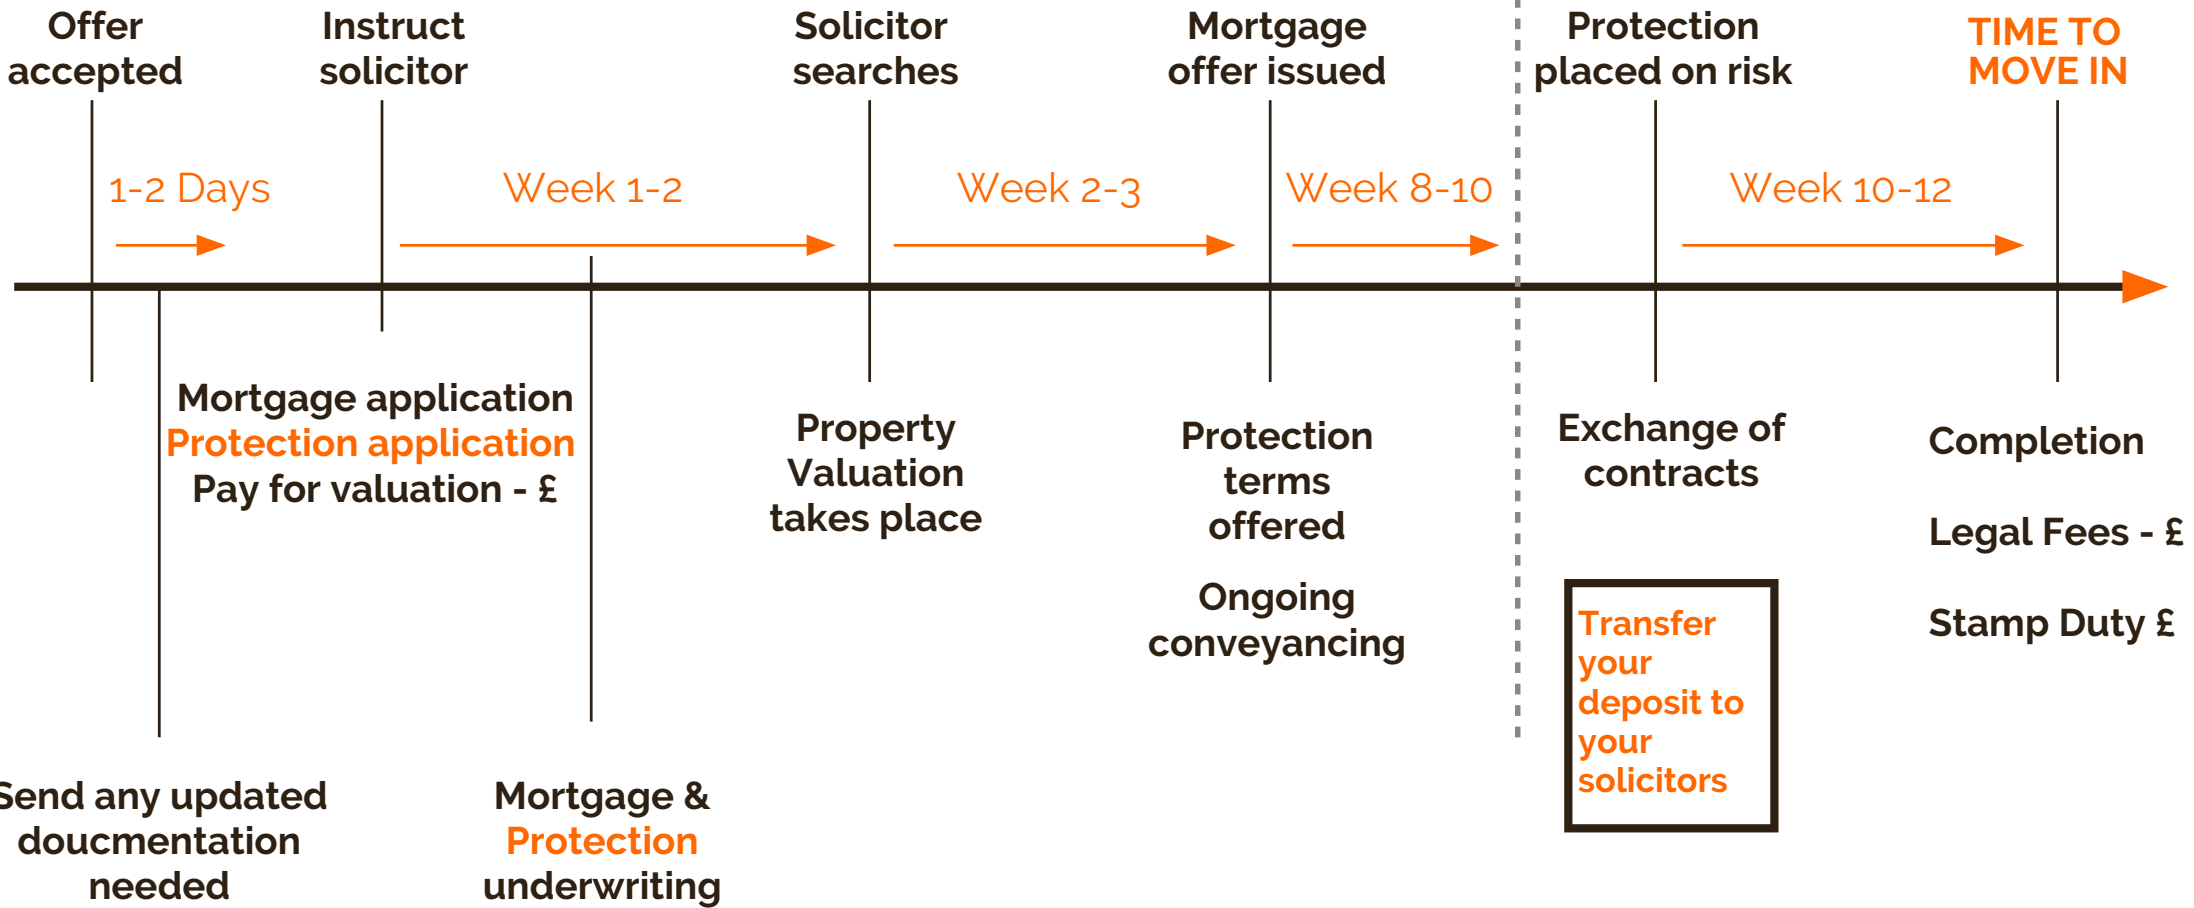 Offer
accepted
Instruct
solicitor
Solicitor
searches
Mortgage
offer issued
Protection
placed on risk
TIME TO
MOVE IN
1-2 Days
Week 1-2
Week 2-3
Week 8-10
Week 10-12
Mortgage application
Protection application
Pay for valuation - £
Property
Valuation
takes place
Protection
terms
offered
Ongoing
conveyancing
Exchange of
contracts
Transfer
your
deposit to
your
solicitors
Completion
Legal Fees - £
Stamp Duty £
Send any updated
doucmentation
needed
Mortgage &
Protection
underwriting